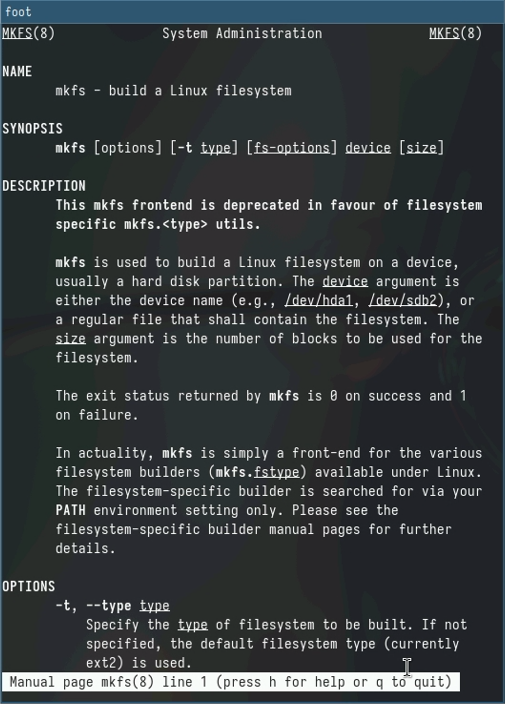 foot
MKFS(8) System Administration MKFS(8)
NAME
mkfs - build a Linux filesystem
SYNOPSIS
mkfs [options] [-t type] [fs-options] device [size]
DESCRIPTION
This mkfs frontend is deprecated in favour of filesystem
specific mkfs.<type> utils.
mkfs is used to build a Linux filesystem on a device,
usually a hard disk partition. The device argument is
either the device name (e.g., /dev/hda1, /dev/sdb2), or
a regular file that shall contain the filesystem. The
size argument is the number of blocks to be used for the
filesystem.
The exit status returned by mkfs is 0 on success and 1
on failure.
In actuality, mkfs is simply a front-end for the various
filesystem builders (mkfs.fstype) available under Linux.
The filesystem-specific builder is searched for via your
PATH environment setting only. Please see the
filesystem-specific builder manual pages for further
details.
OPTIONS
-t, --type type
Specify the type of filesystem to be built. If not
specified, the default filesystem type (currently
ext2) is used.
Manual page mkfs(8) line 1 (press h for help or q to quit)